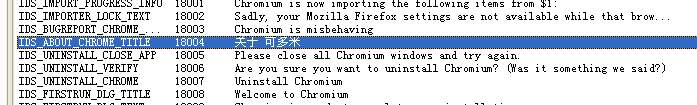 IDS_IMPORT_PROGRESS_INFO 18001 Chromium is now importing the following items from $1:
IDS_IMPORTER_LOCK_TEXT 18002 Sadly, your Mozilla Firefox settings are not available while that brow...
IDS_BUGREPORT_CHROME_... 18003 Chromium is misbehaving
IDS_ABOUT_CHROME_TITLE 18004 关于 可多米
IDS_UNINSTALL_CLOSE_APP 18005 Please close all Chromium windows and try again.
IDS_UNINSTALL_VERIFY 18006 Are you sure you want to uninstall Chromium? (Was it something we said?)
IDS_UNINSTALL_CHROME 18007 Uninstall Chromium
IDS_FIRSTRUN_DLG_TITLE 18008 Welcome to Chromium